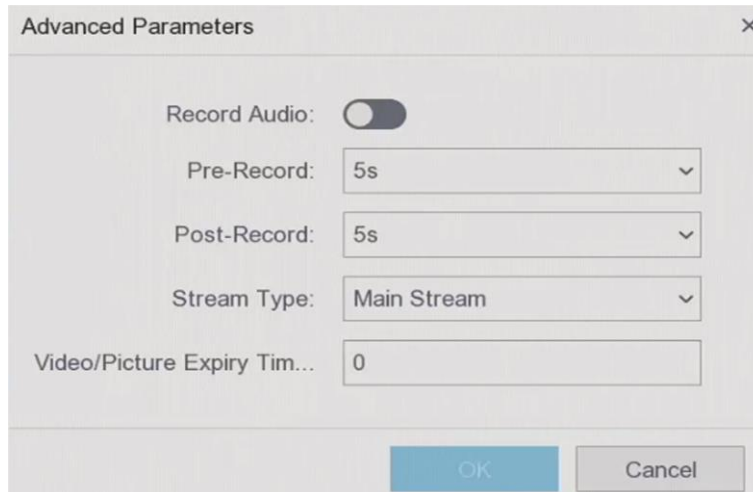 Advanced Parameters
Record Audio:
Pre-Record: 5s
Post-Record: 5s
Stream Type: Main Stream
Video/Picture Expiry Tim... 0
OK Cancel